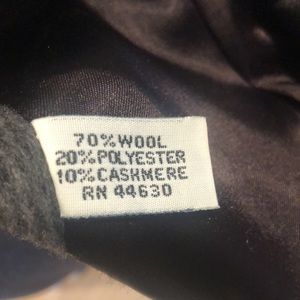 70% WOOL
20% POLYESTER
10% CASHMERE
RN 44630